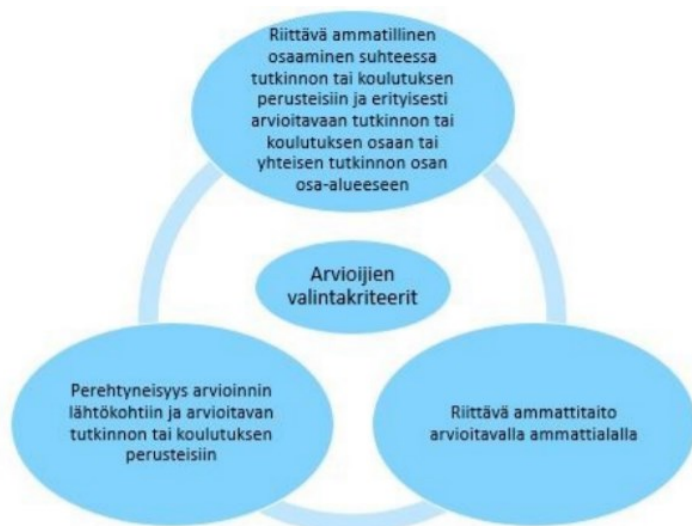 Riittävä ammatillinen
osaaminen suhteessa
tutkinnon tai koulutuksen
perusteisiin ja erityisesti
arvioitavaan tutkinnon tai
koulutuksen osaan tai
yhteisen tutkinnon osan
osa-alueeseen
Arvioijien
valintakriteerit
Perehtyneisyys arvioinnin
lähtökohtiin ja arvioitavan
tutkinnon tai koulutuksen
perusteisiin
Riittävä ammattitaito
arvioitavalla ammattialalla